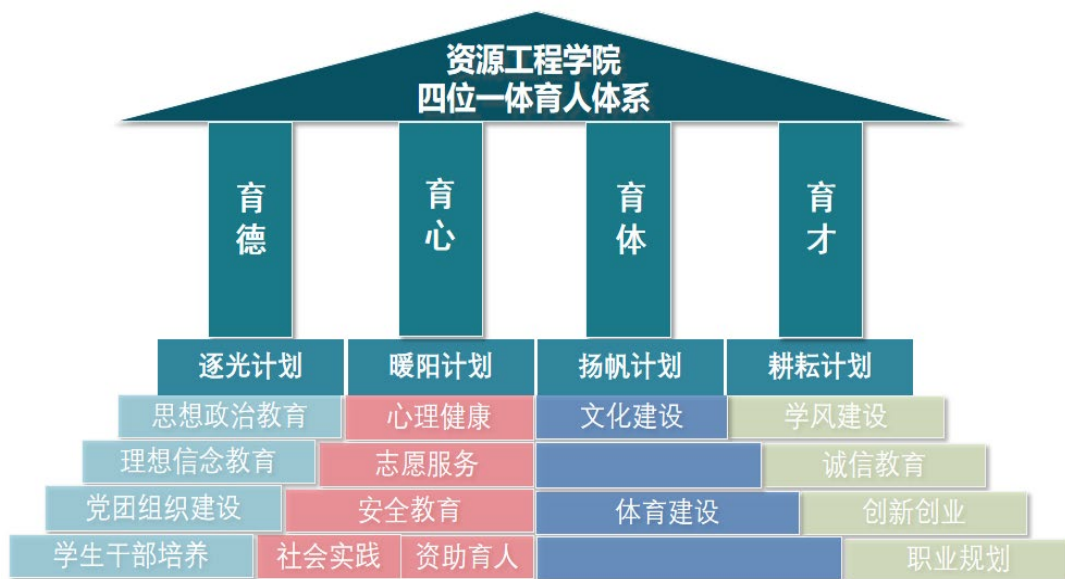 资源工程学院
四位一体育人体系
育德
育心
育体
育才
逐光计划
暖阳计划
扬帆计划
耕耘计划
思想政治教育
心理健康
文化建设
学风建设
理想信念教育
志愿服务
诚信教育
党团组织建设
安全教育
体育建设
创新创业
学生干部培养
社会实践
资助育人
职业规划